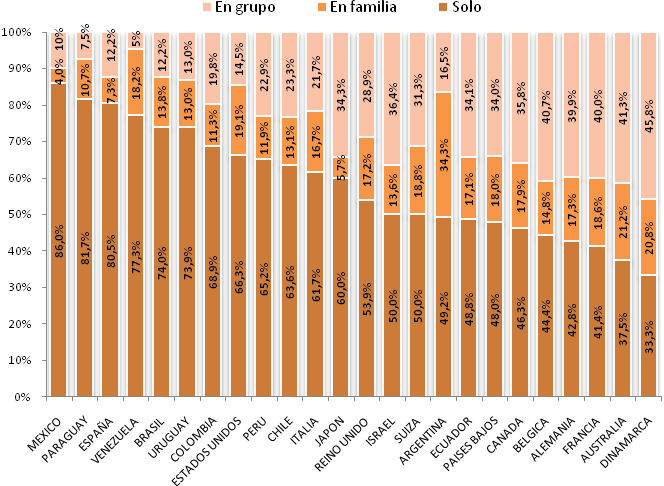 En grupo En familia Solo
100%
90%
80%
70%
60%
50%
40%
30%
20%
10%
0%
10% 7,5% 12,2% 5% 12,2% 13,0% 19,8% 14,5% 22,9% 23,3% 21,7% 34,3% 28,9% 36,4% 31,3% 16,5% 34,1% 34,0% 35,8% 40,7% 39,9% 40,0% 41,3% 45,8%
4,0% 10,7% 7,3% 18,2% 13,8% 13,0% 11,3% 19,1% 11,9% 13,1% 16,7% 5,7% 17,2% 13,6% 18,8% 34,3% 17,1% 18,0% 17,9% 14,8% 17,3% 18,6% 21,2% 20,8%
86,0% 81,7% 80,5% 77,3% 74,0% 73,9% 68,9% 66,3% 65,2% 63,6% 61,7% 60,0% 53,9% 50,0% 50,0% 49,2% 48,8% 48,0% 46,3% 44,4% 42,8% 41,4% 37,5% 33,3%
MEXICO
PARAGUAY
ESPAÑA
VENEZUELA
BRASIL
URUGUAY
COLOMBIA
ESTADOS UNIDOS
PERU
CHILE
ITALIA
JAPON
REINO UNIDO
ISRAEL
SUIZA
ARGENTINA
ECUADOR
PAISES BAJOS
CANADA
BELGICA
ALEMANIA
FRANCIA
AUSTRALIA
DINAMARCA